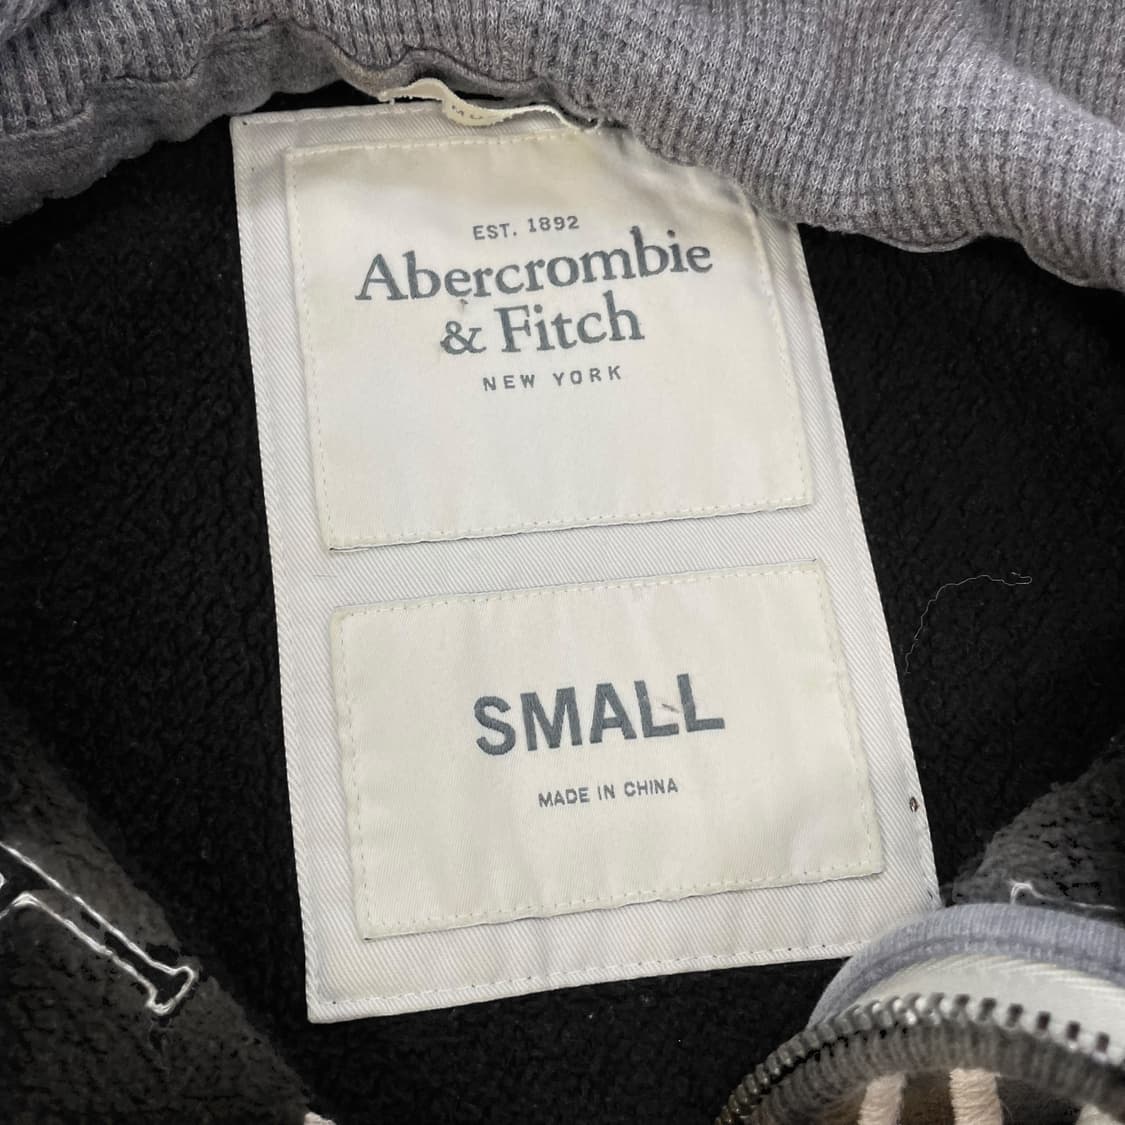 EST. 1892
Abercrombie
& Fitch
NEW YORK
SMALL
MADE IN CHINA